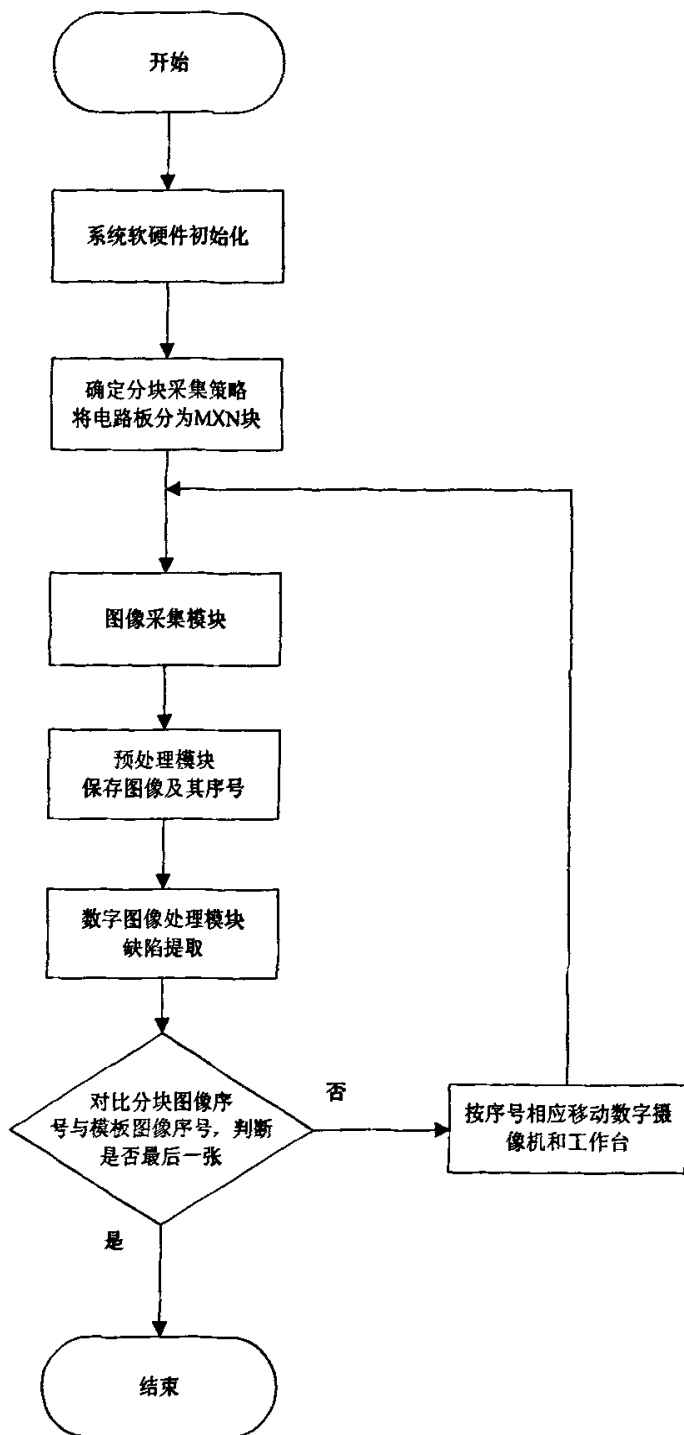 开始
系统软硬件初始化
确定分块采集策略
将电路板分为MXN块
图像采集模块
预处理模块
保存图像及其序号
数字图像处理模块
缺陷提取
对比分块图像序
号与模板图像序号，判断
是否最后一张
否
按序号相应移动数字摄
像机和工作台
是
结束